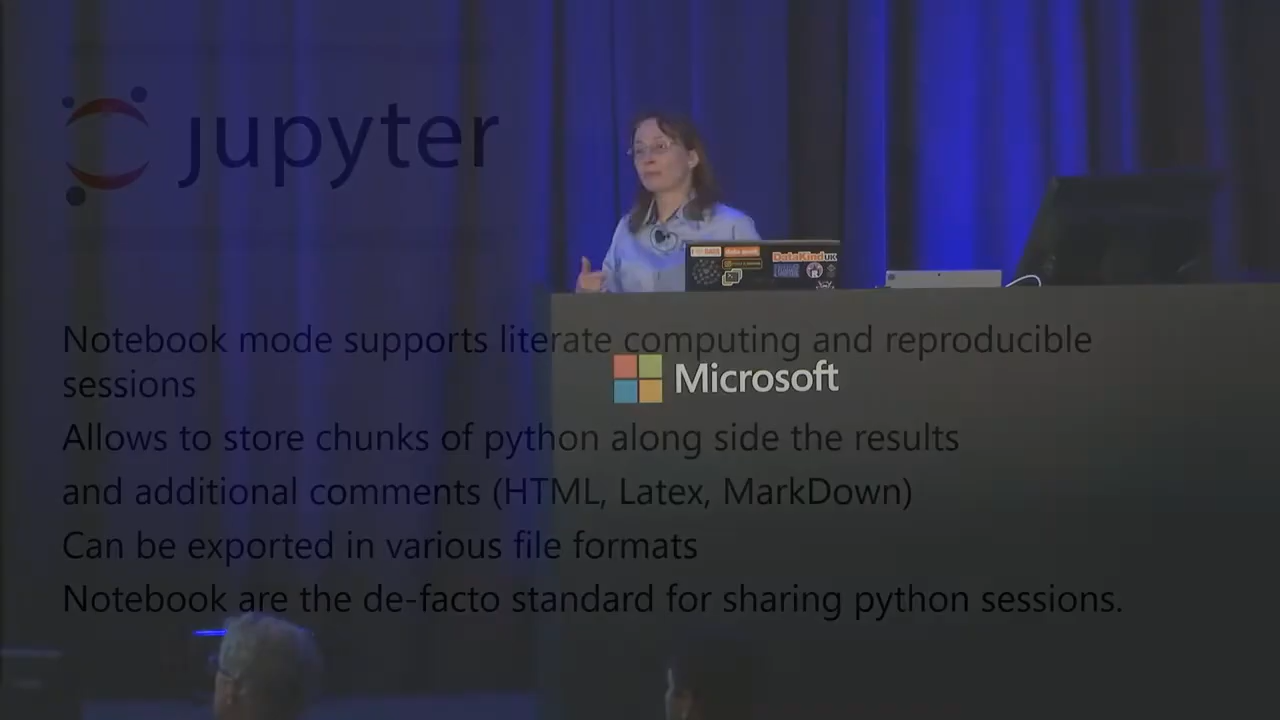 jupyter
DataKindUK
Notebook mode supports literate computing and reproducible
sessions
Microsoft
Allows to store chunks of python along side the results
and additional comments (HTML, Latex, MarkDown)
Can be exported in various file formats
Notebook are the de-facto standard for sharing python sessions.